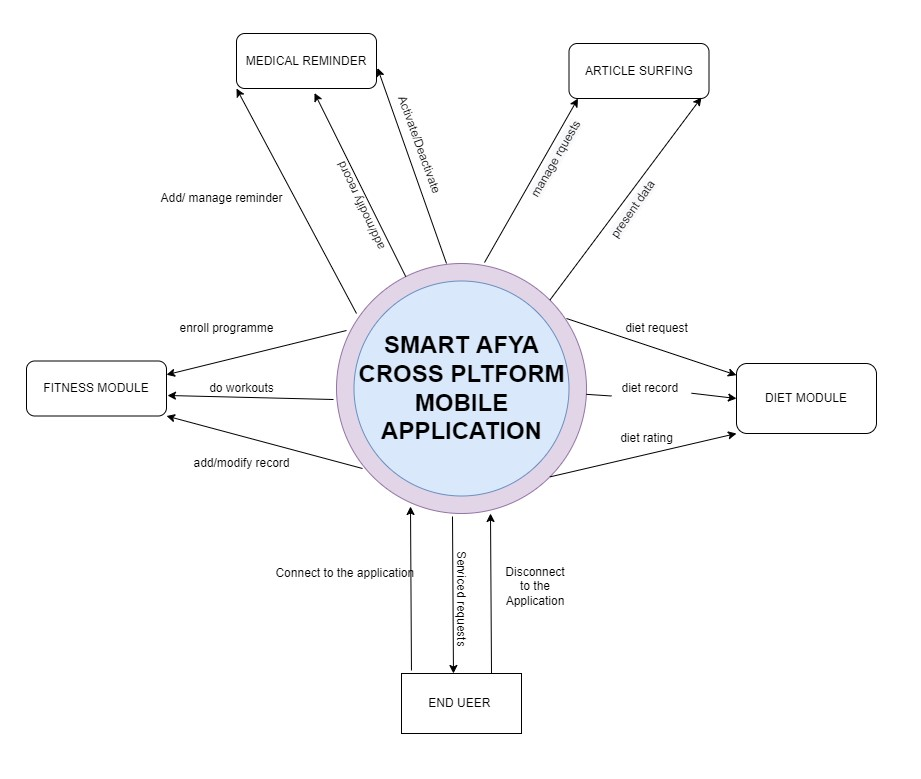 MEDICAL REMINDER
ARTICLE SURFING
Activate/Deactivate
add/modify record
Add/ manage reminder
manage rquests
present data
enroll programme
diet request
SMART AFYA
CROSS PLTFORM
MOBILE
APPLICATION
FITNESS MODULE
do workouts
diet record
DIET MODULE
diet rating
add/modify record
Connect to the application
Serviced requests
Disconnect
to the
Application
END UEER